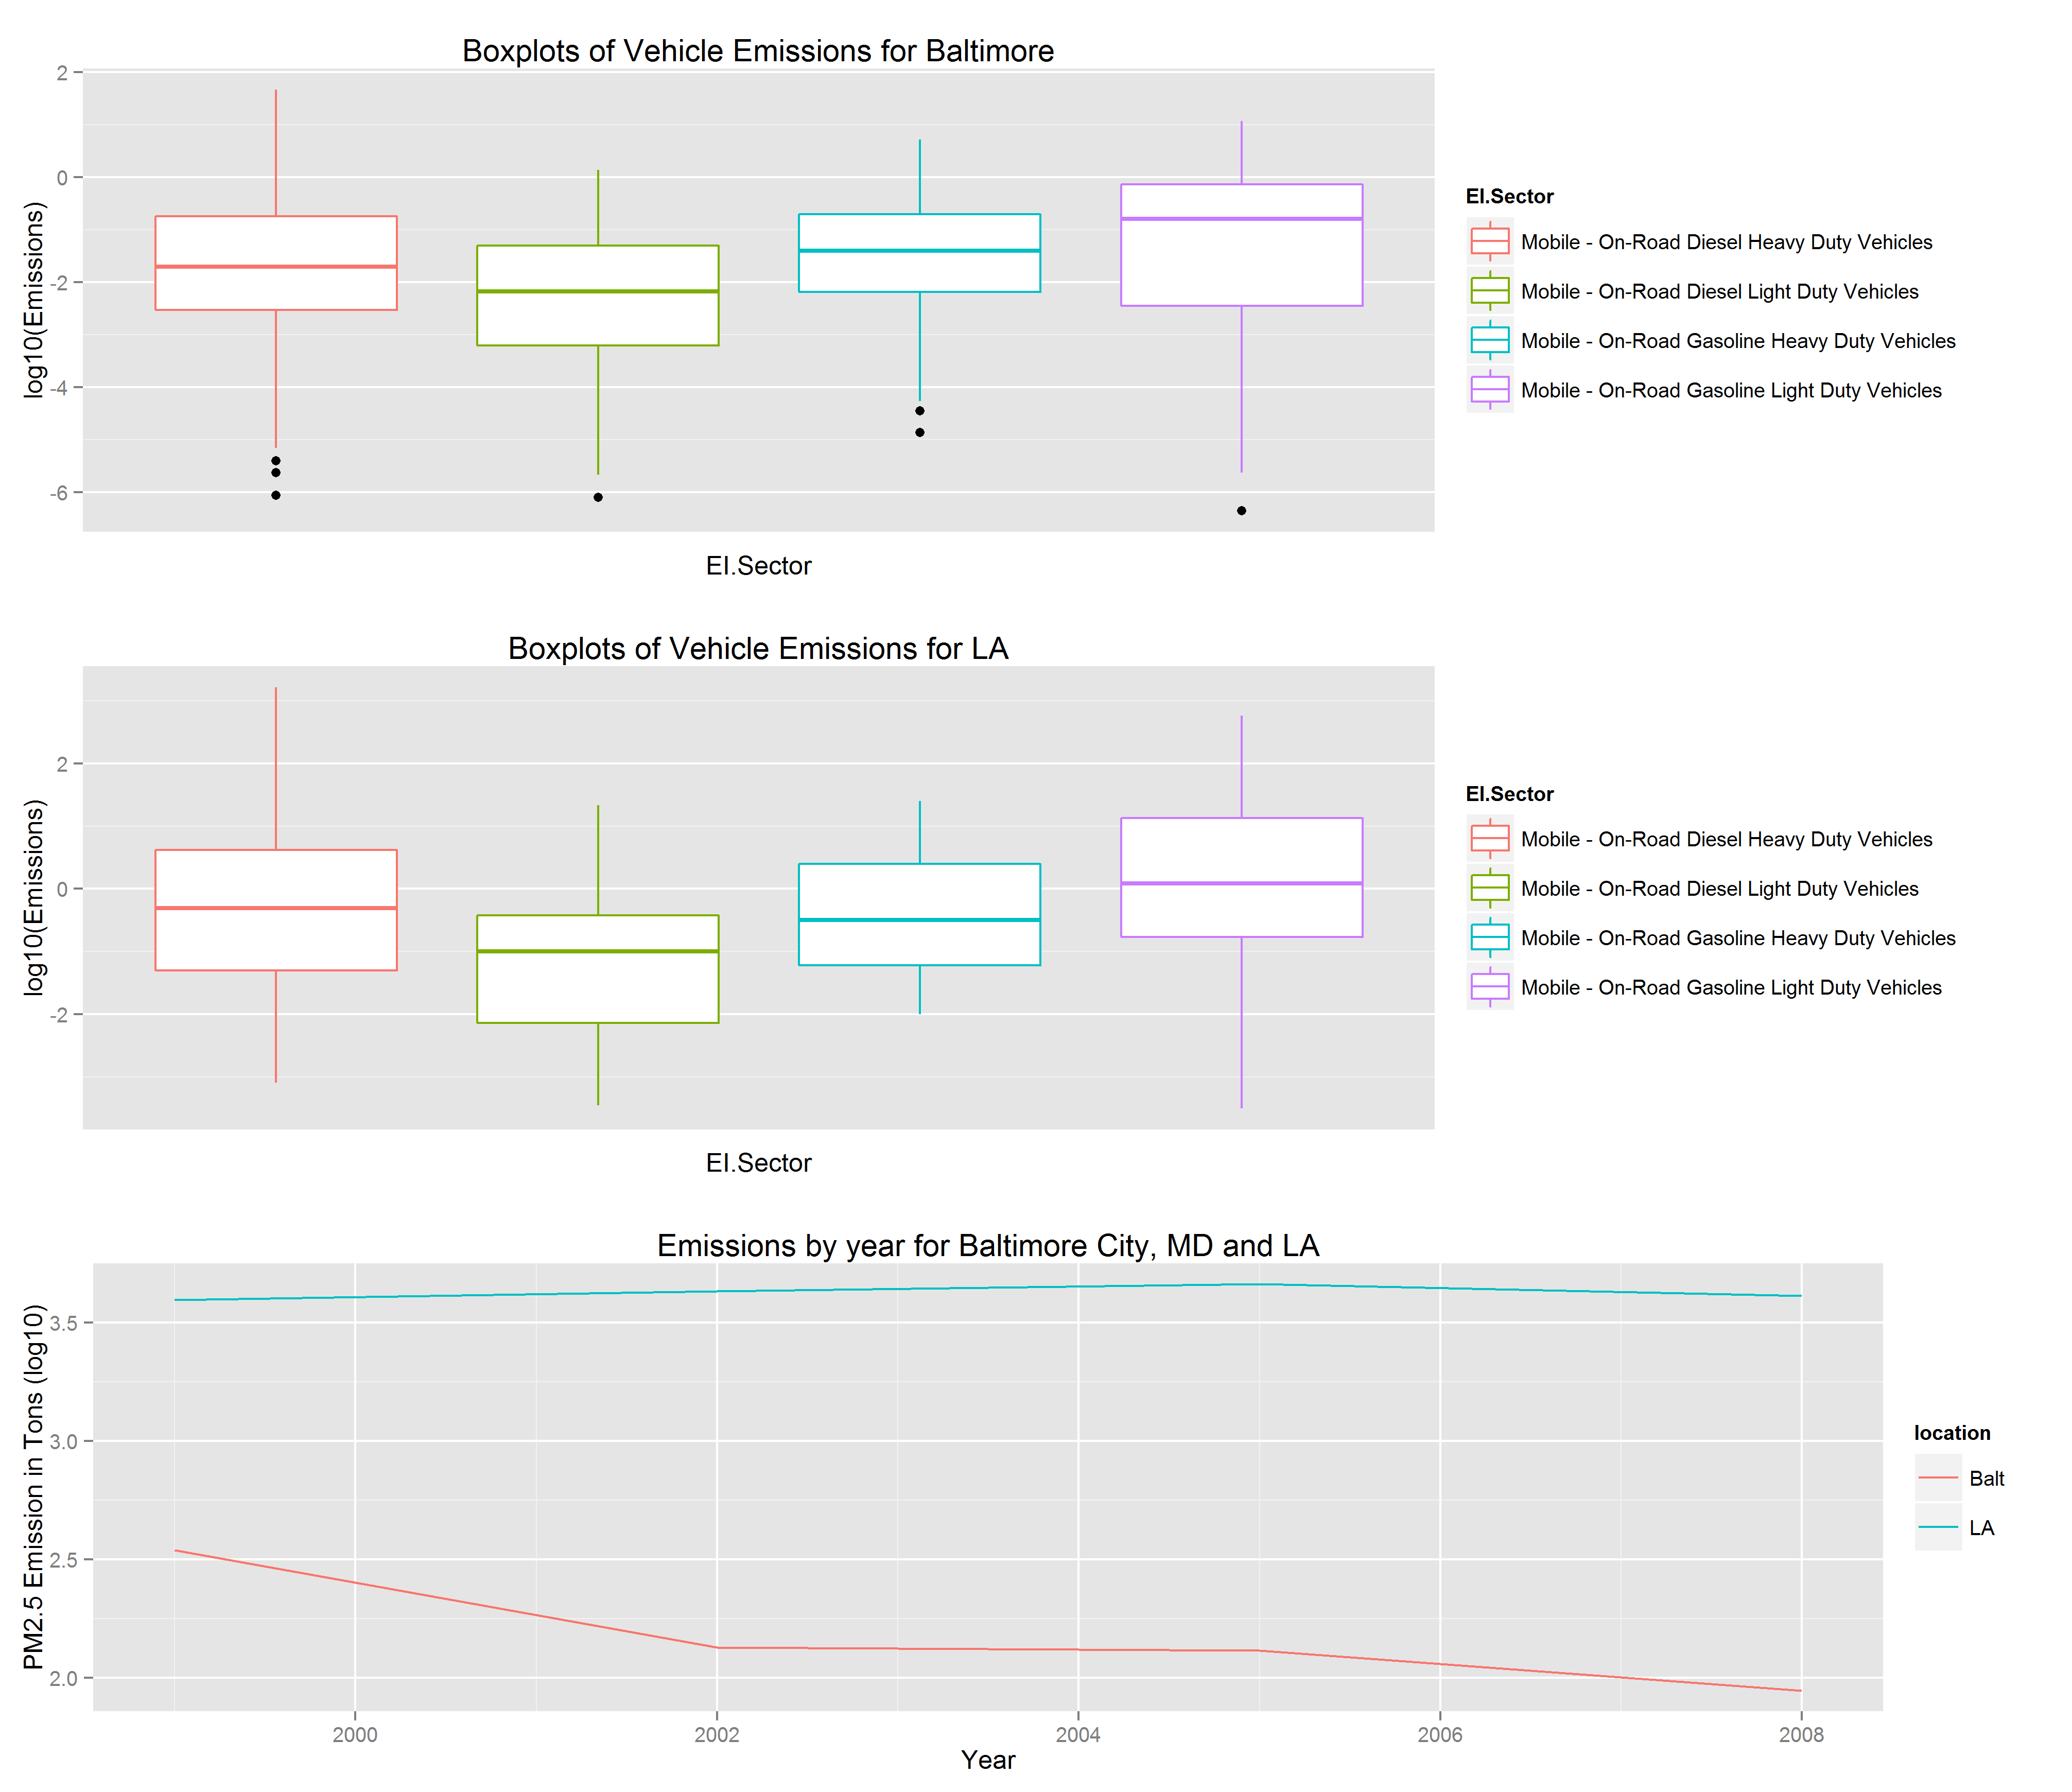 Boxplots of Vehicle Emissions for Baltimore
2
0
-2
-4
-6
log10(Emissions)
EI.Sector
EI.Sector
Mobile - On-Road Diesel Heavy Duty Vehicles
Mobile - On-Road Diesel Light Duty Vehicles
Mobile - On-Road Gasoline Heavy Duty Vehicles
Mobile - On-Road Gasoline Light Duty Vehicles
Boxplots of Vehicle Emissions for LA
2
0
-2
log10(Emissions)
EI.Sector
EI.Sector
Mobile - On-Road Diesel Heavy Duty Vehicles
Mobile - On-Road Diesel Light Duty Vehicles
Mobile - On-Road Gasoline Heavy Duty Vehicles
Mobile - On-Road Gasoline Light Duty Vehicles
Emissions by year for Baltimore City, MD and LA
3.5
3.0
2.5
2.0
PM2.5 Emission in Tons (log10)
2000
2002
2004
2006
2008
Year
location
Balt
LA